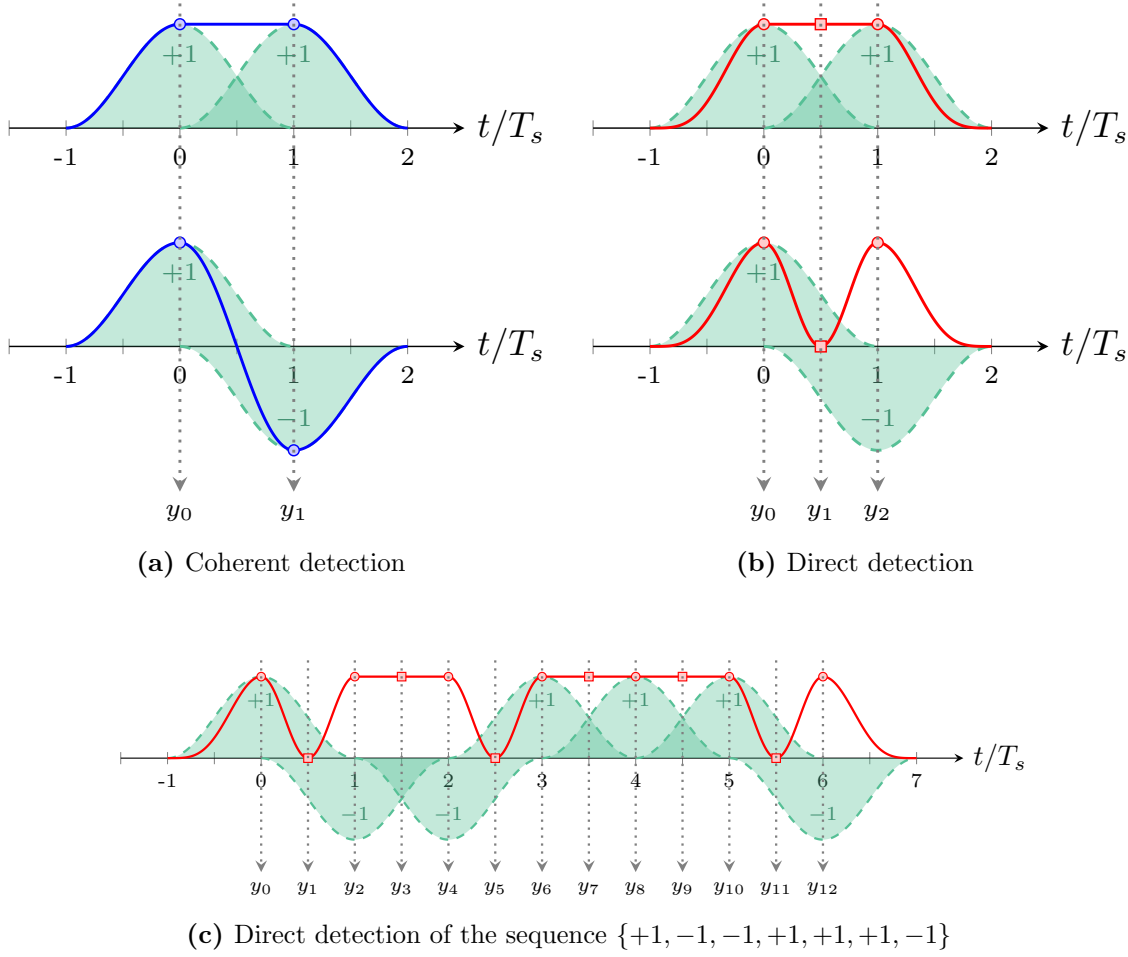 +1 +1 +1 +1
t/T_s t/T_s
-1 0 1 2 -1 0 1 2
+1 +1
t/T_s t/T_s
-1 0 1 2 -1 0 1 2
−1 −1
y_0 y_1 y_0 y_1 y_2
(a) Coherent detection (b) Direct detection
+1 +1 +1 +1
t/T_s
-1 0 1 2 3 4 5 6 7
−1 −1 −1
y_0 y_1 y_2 y_3 y_4 y_5 y_6 y_7 y_8 y_9 y_10 y_11 y_12
(c) Direct detection of the sequence {+1, −1, −1, +1, +1, +1, −1}